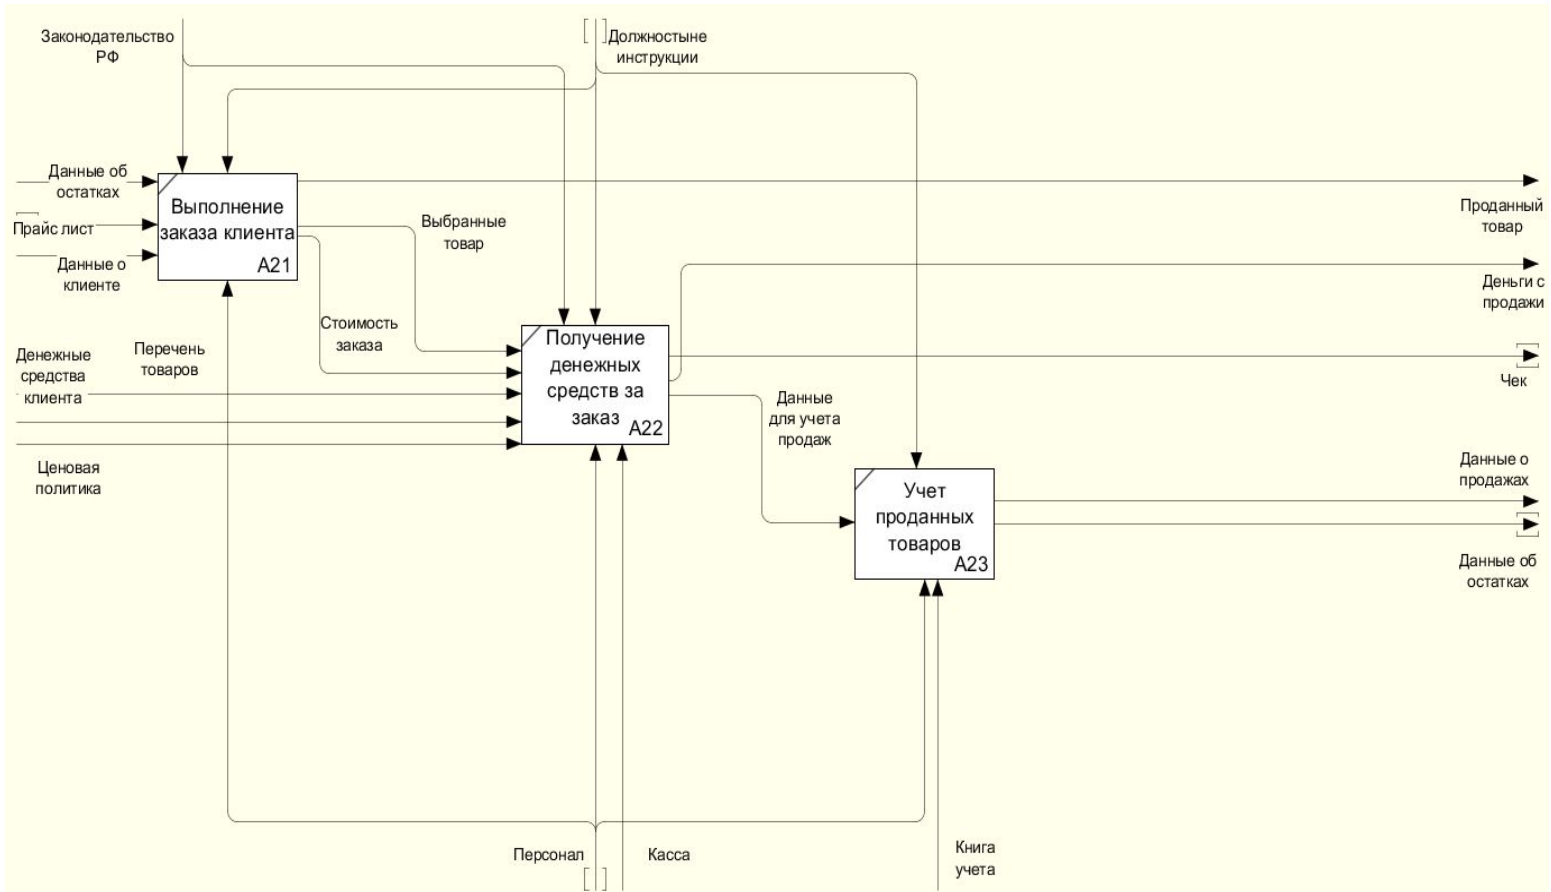 Законодательство
РФ
Должностыне
инструкции
Данные об
остатках
Прайс лист
Данные о
клиенте
Выполнение
заказа клиента
A21
Выбранные
товар
Проданный
товар
Деньги с
продажи
Стоимость
заказа
Перечень
товаров
Денежные
средства
клиента
Получение
денежных
средств за
заказ
A22
Чек
Данные
для учета
продаж
Ценовая
политика
Данные о
продажах
Учет
проданных
товаров
A23
Данные об
остатках
Персонал
Касса
Книга
учета